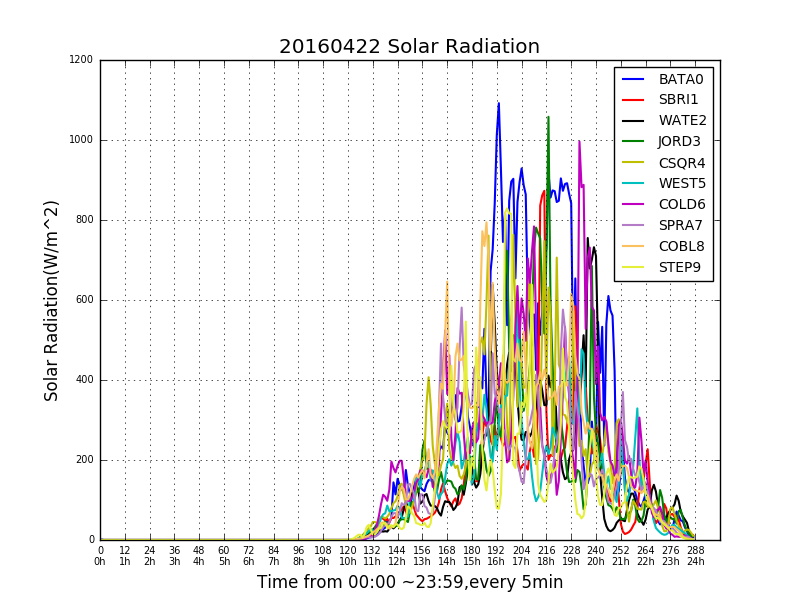 20160422 Solar Radiation
1200
1000
800
600
400
200
0
Solar Radiation(W/m^2)
BATA0
SBRI1
WATE2
JORD3
CSQR4
WEST5
COLD6
SPRA7
COBL8
STEP9
0 12 24 36 48 60 72 84 96 108 120 132 144 156 168 180 192 204 216 228 240 252 264 276 288
0h 1h 2h 3h 4h 5h 6h 7h 8h 9h 10h 11h 12h 13h 14h 15h 16h 17h 18h 19h 20h 21h 22h 23h 24h
Time from 00:00 ~23:59,every 5min